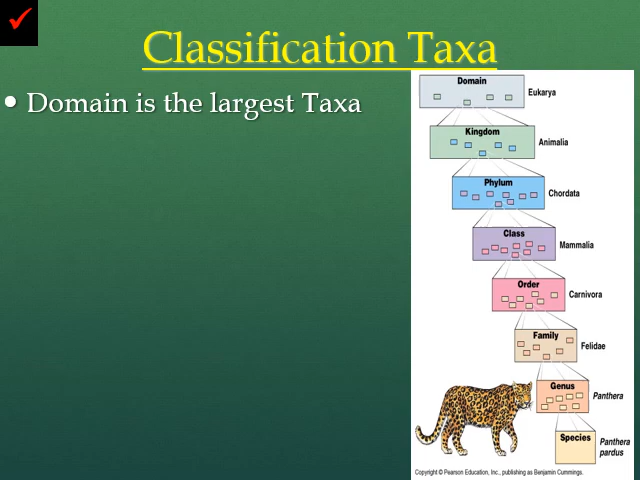 Classification Taxa
• Domain is the largest Taxa
Domain
Eukarya
Kingdom
Animalia
Phylum
Chordata
Class
Mammalia
Order
Carnivora
Family
Felidae
Genus
Panthera
Species
Panthera
pardus
Copyright © Pearson Education, Inc., publishing as Benjamin Cummings.